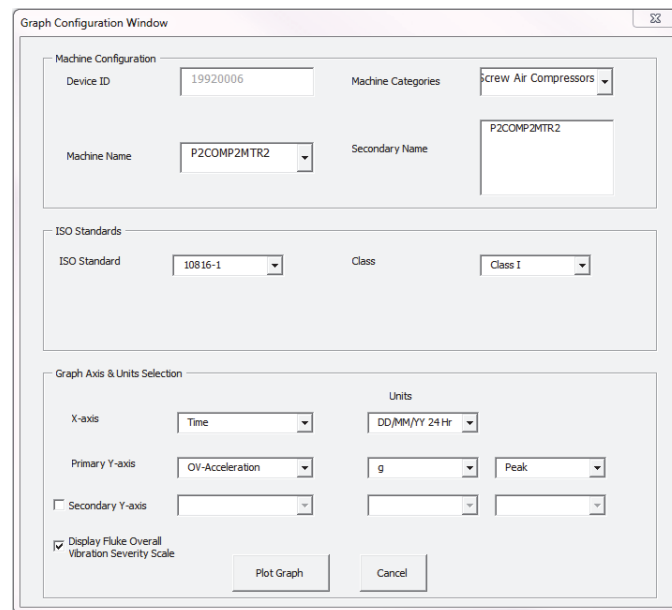 Graph Configuration Window
Machine Configuration
Device ID
19920006
Machine Categories
Screw Air Compressors
Machine Name
P2COMP2MTR2
Secondary Name
P2COMP2MTR2
ISO Standards
ISO Standard
10816-1
Class
Class I
Graph Axis & Units Selection
Units
X-axis
Time
DD/MM/YY 24 Hr
Primary Y-axis
OV-Acceleration
g
Peak
Secondary Y-axis
Display Fluke Overall
Vibration Severity Scale
Plot Graph
Cancel